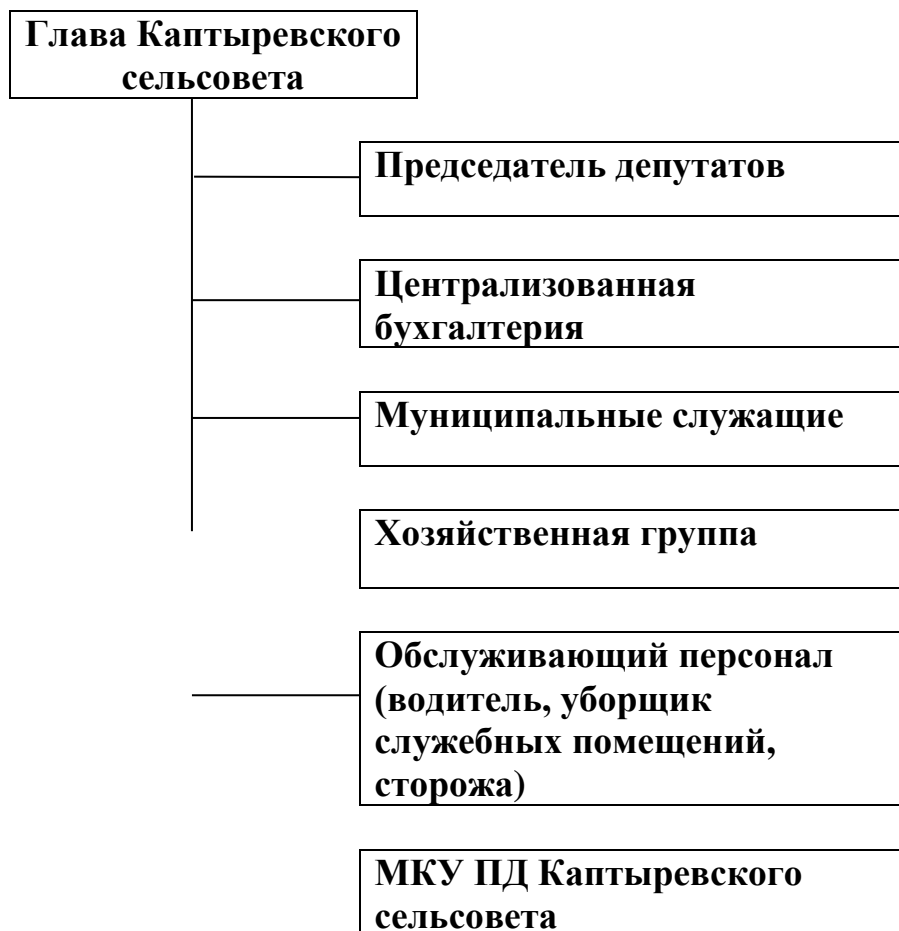 Глава Каптыревского
сельсовета
Председатель депутатов
Централизованная
бухгалтерия
Муниципальные служащие
Хозяйственная группа
Обслуживающий персонал
(водитель, уборщик
служебных помещений,
сторожа)
МКУ ПД Каптыревского
сельсовета